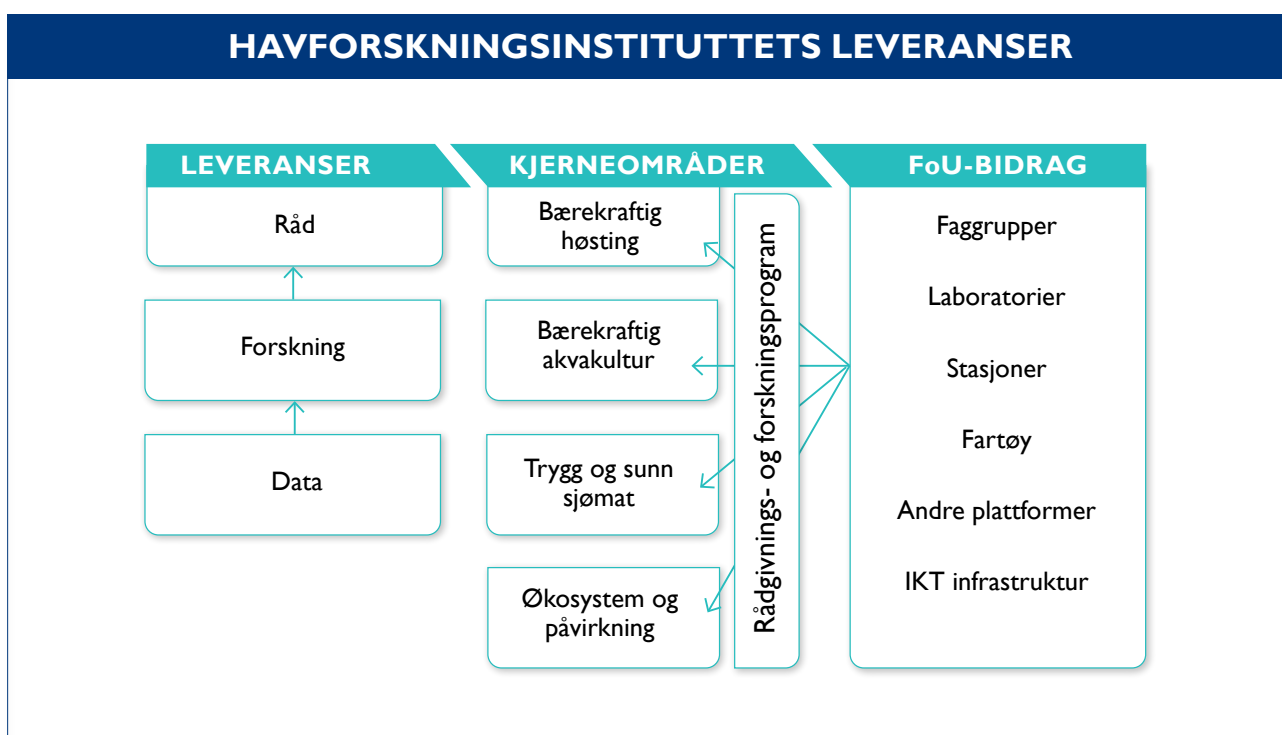 HAVFORSKNINGSINSTITUTTETS LEVERANSER
LEVERANSER
Råd
Forskning
Data
KJERNEOMRÅDER
Bærekraftig
høsting
Bærekraftig
akvakultur
Trygg og sunn
sjømat
Økosystem og
påvirkning
Rådgivnings- og forskningsprogram
FoU-BIDRAG
Faggrupper
Laboratorier
Stasjoner
Fartøy
Andre plattformer
IKT infrastruktur